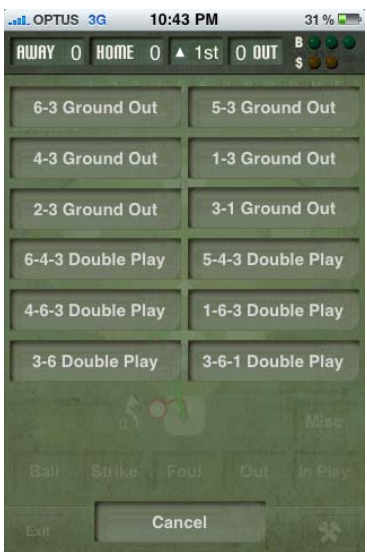 OPTUS 3G 10:43 PM 31 %
AWAY 0 HOME 0 ▲ 1st 0 OUT B
S
6-3 Ground Out 5-3 Ground Out
4-3 Ground Out 1-3 Ground Out
2-3 Ground Out 3-1 Ground Out
6-4-3 Double Play 5-4-3 Double Play
4-6-3 Double Play 1-6-3 Double Play
3-6 Double Play 3-6-1 Double Play
Misc
Ball Strike Foul Out In Play
Cancel
Exit